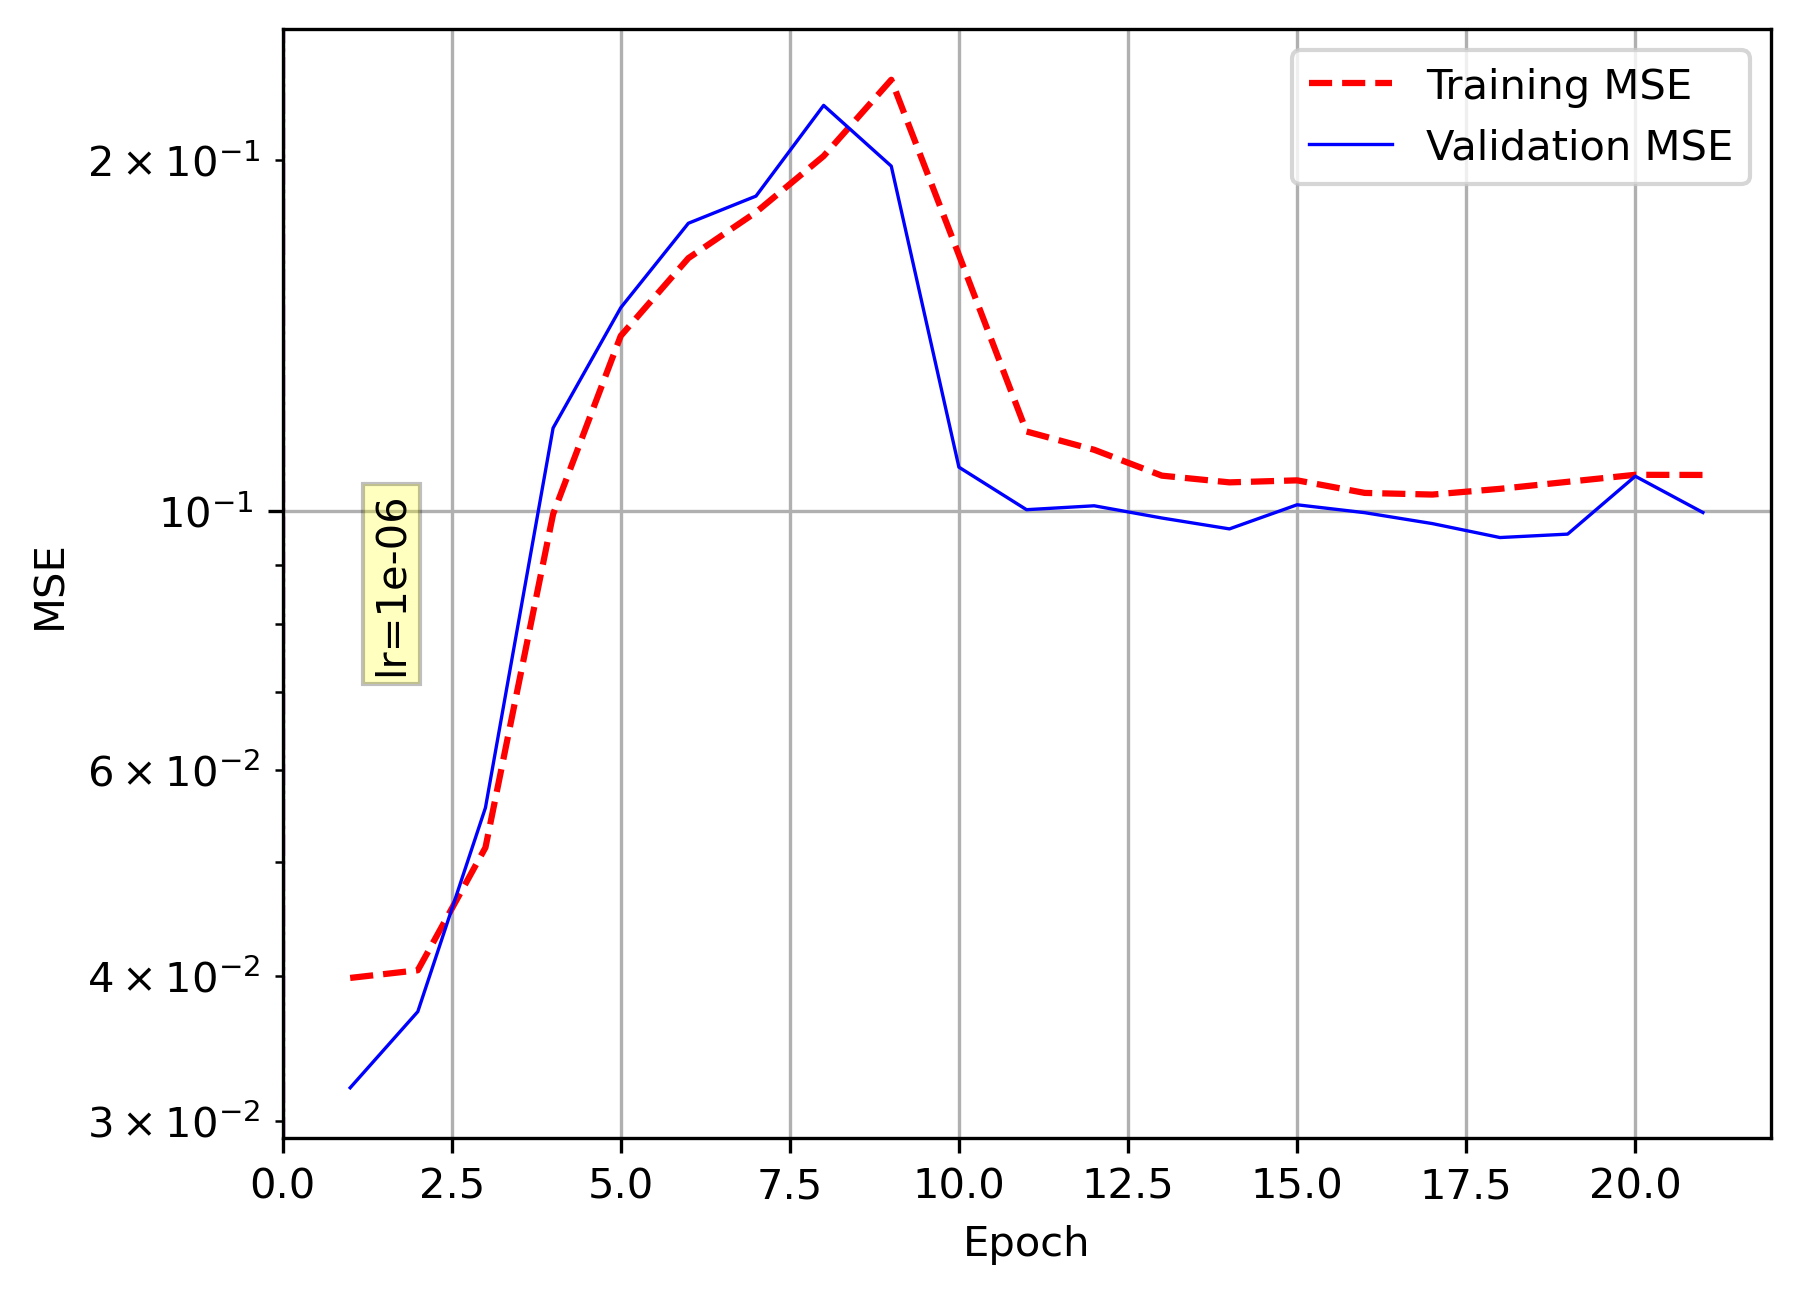 Training MSE
Validation MSE
2 × 10⁻¹
10⁻¹
6 × 10⁻²
4 × 10⁻²
3 × 10⁻²
MSE
lr=1e-06
0.0 2.5 5.0 7.5 10.0 12.5 15.0 17.5 20.0
Epoch